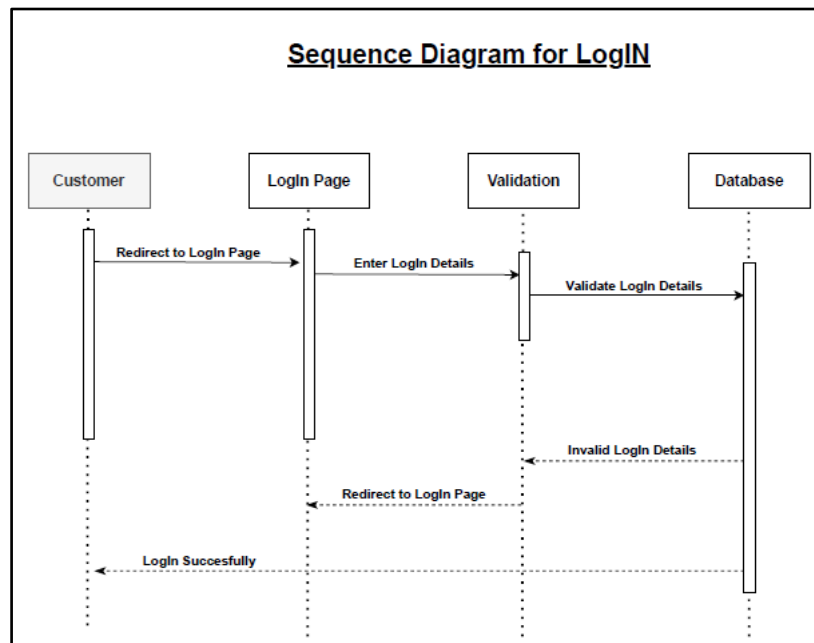 Sequence Diagram for LogIN
Customer
LogIn Page
Validation
Database
Redirect to LogIn Page
Enter LogIn Details
Validate LogIn Details
Invalid LogIn Details
Redirect to LogIn Page
LogIn Succesfully